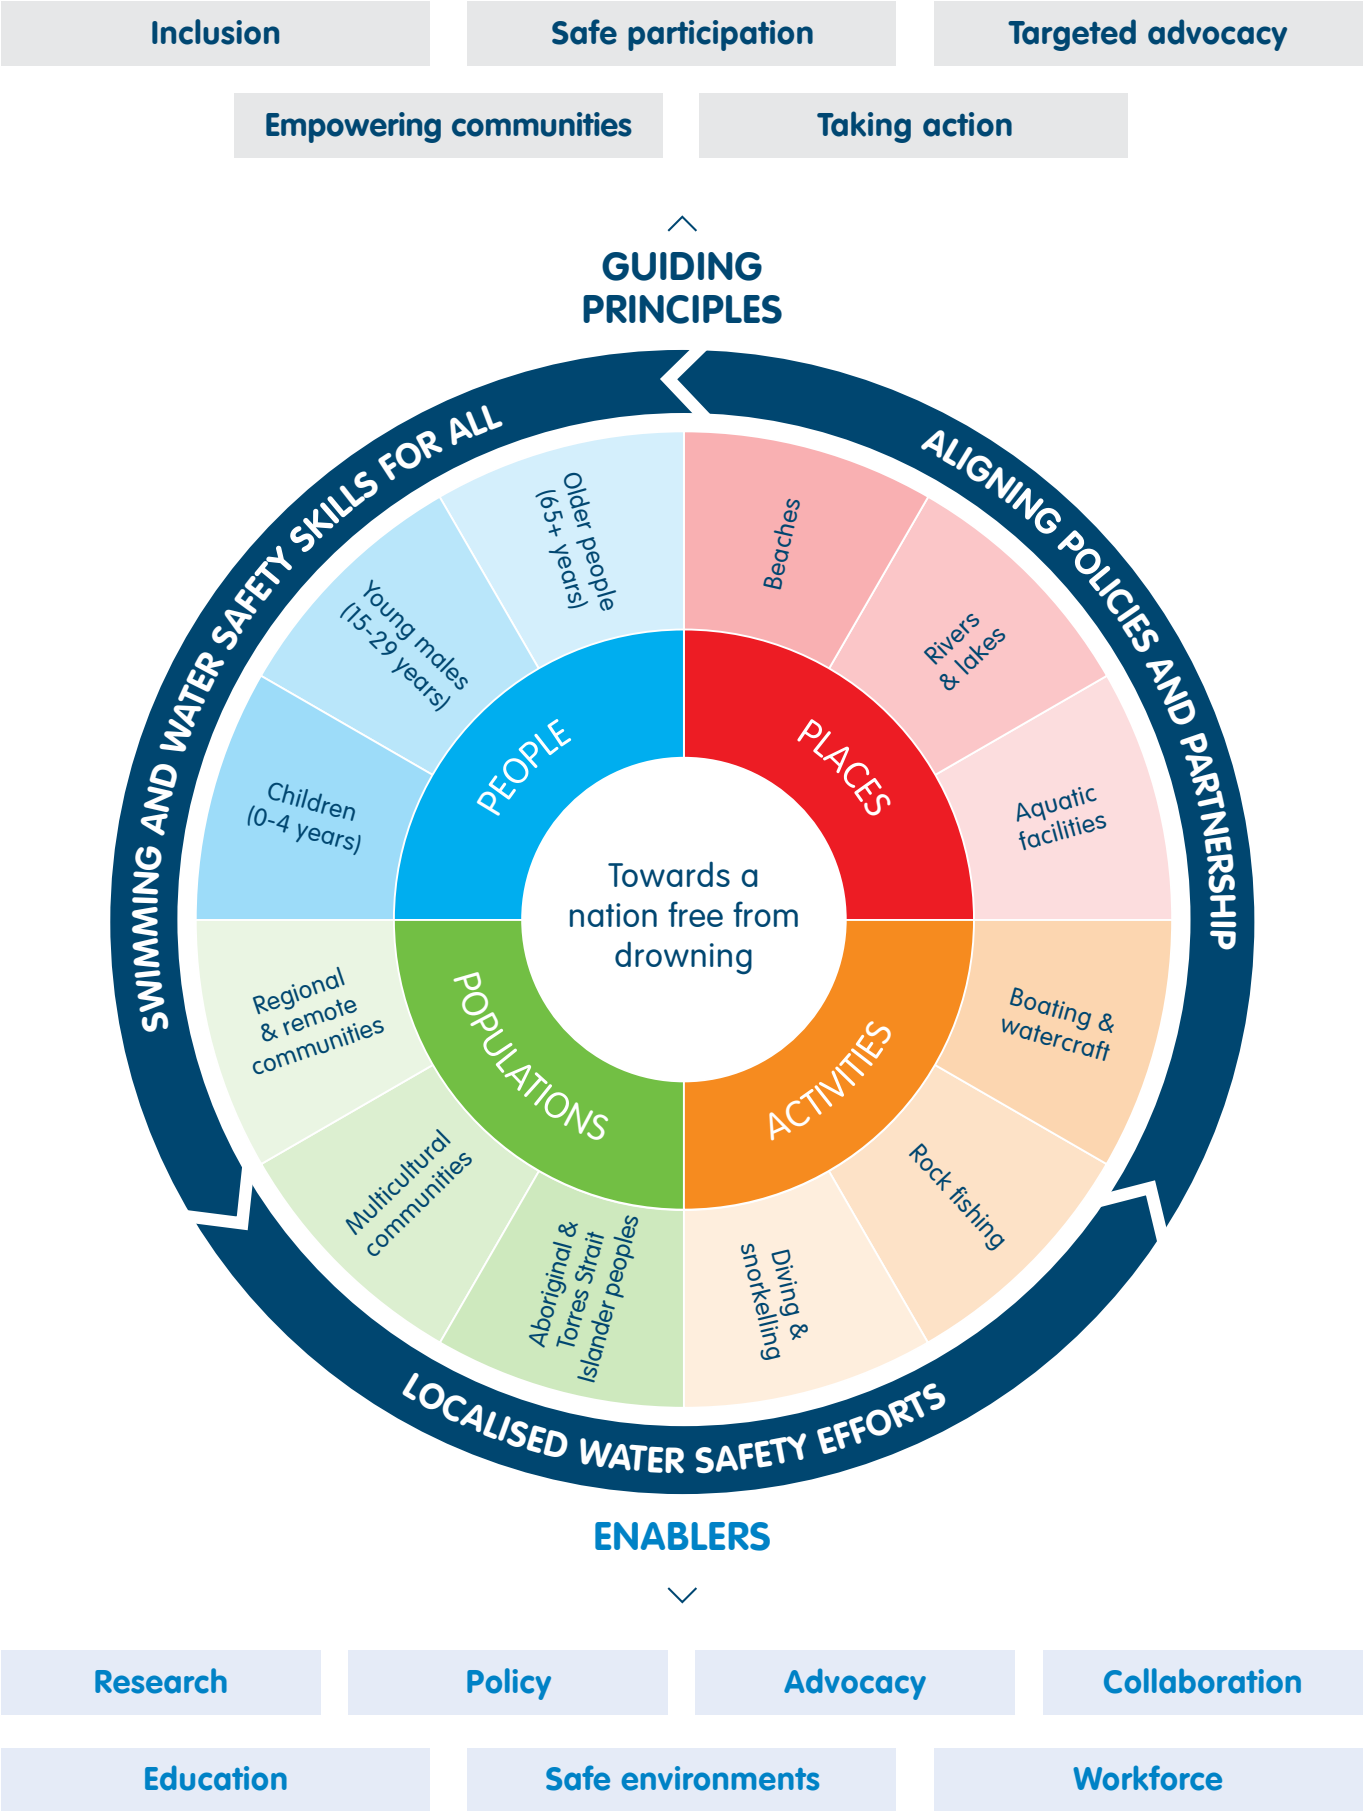 Inclusion
Safe participation
Targeted advocacy
Empowering communities
Taking action
GUIDING
PRINCIPLES
SWIMMING AND WATER SAFETY SKILLS FOR ALL
ALIGNING POLICIES AND PARTNERSHIP
LOCALISED WATER SAFETY EFFORTS
PEOPLE
Children
(0-4 years)
Young males
(15-29 years)
Older people
(65+ years)
PLACES
Beaches
Rivers
& lakes
Aquatic
facilities
ACTIVITIES
Boating &
watercraft
Rock fishing
Diving &
snorkelling
POPULATIONS
Aboriginal &
Torres Strait
Islander peoples
Multicultural
communities
Regional
& remote
communities
Towards a
nation free from
drowning
ENABLERS
Research
Policy
Advocacy
Collaboration
Education
Safe environments
Workforce